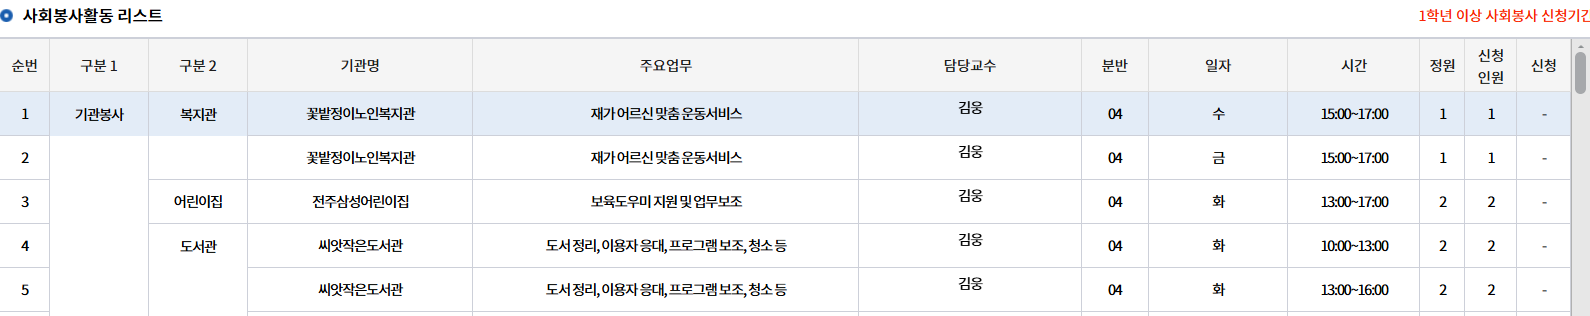 사회봉사활동 리스트
1학년 이상 사회봉사 신청기간
순번 구분 1 구분 2 기관명 주요업무 담당교수 분반 일자 시간 정원 신청 인원 신청
1 기관봉사 복지관 꽃밭정이노인복지관 재가 어르신 맞춤 운동서비스 김웅 04 수 15:00~17:00 1 1 -
2 꽃밭정이노인복지관 재가 어르신 맞춤 운동서비스 김웅 04 금 15:00~17:00 1 1 -
3 어린이집 전주삼성어린이집 보육도우미 지원 및 업무보조 김웅 04 화 13:00~17:00 2 2 -
4 도서관 씨앗작은도서관 도서 정리, 이용자 응대, 프로그램 보조, 청소 등 김웅 04 화 10:00~13:00 2 2 -
5 씨앗작은도서관 도서 정리, 이용자 응대, 프로그램 보조, 청소 등 김웅 04 화 13:00~16:00 2 2 -